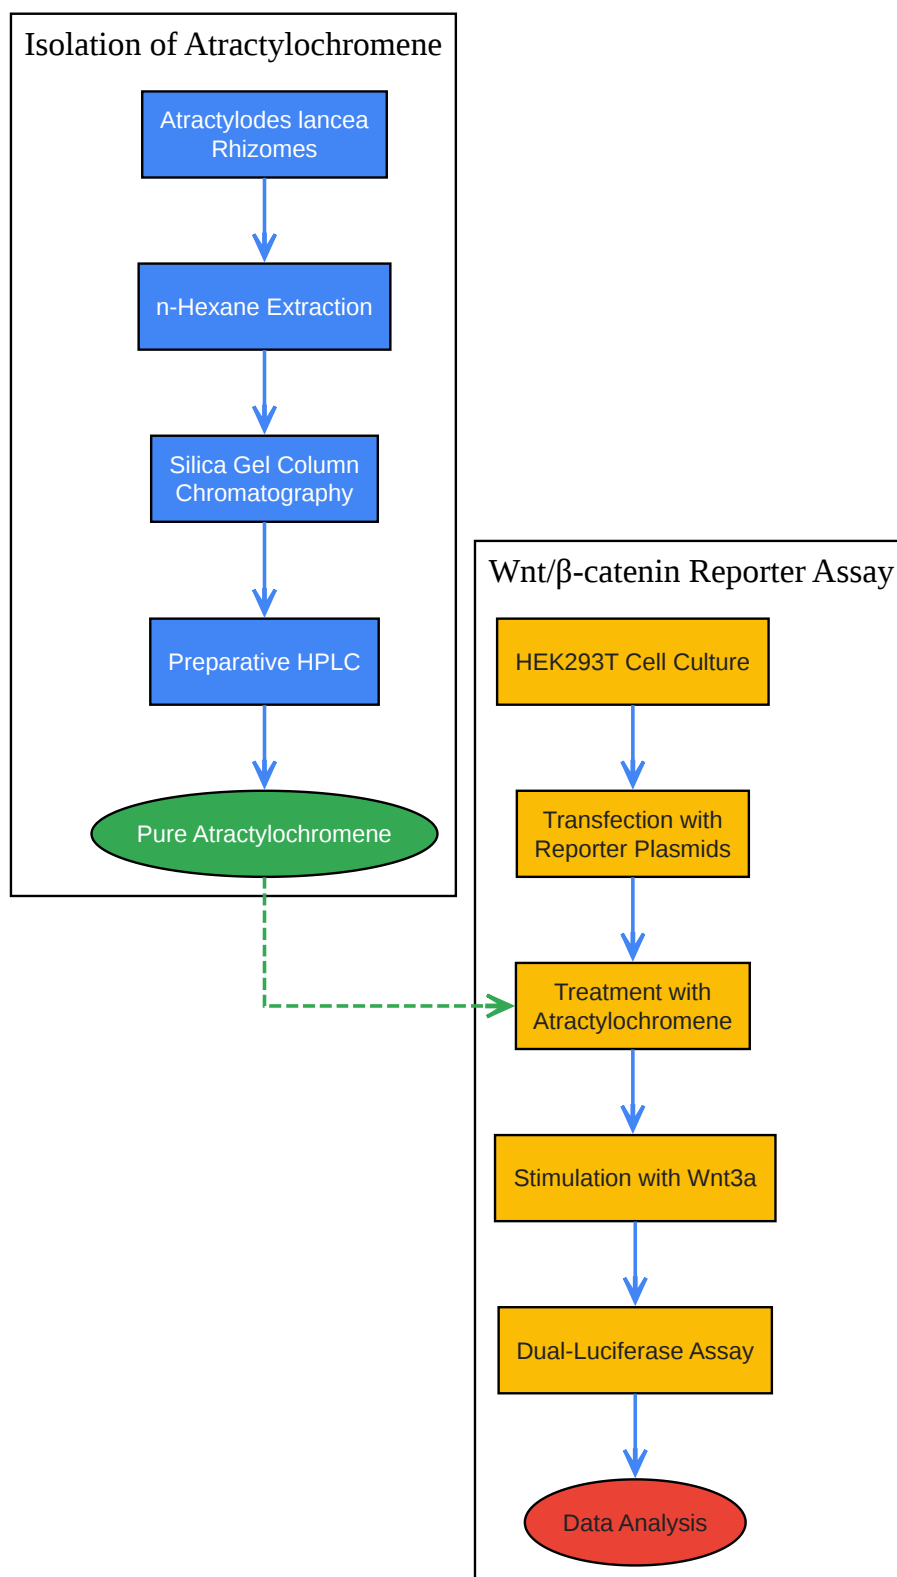 Isolation of Atractylochromene
Atractylodes lancea
Rhizomes
n-Hexane Extraction
Silica Gel Column
Chromatography
Preparative HPLC
Pure Atractylochromene
Wnt/β-catenin Reporter Assay
HEK293T Cell Culture
Transfection with
Reporter Plasmids
Treatment with
Atractylochromene
Stimulation with Wnt3a
Dual-Luciferase Assay
Data Analysis